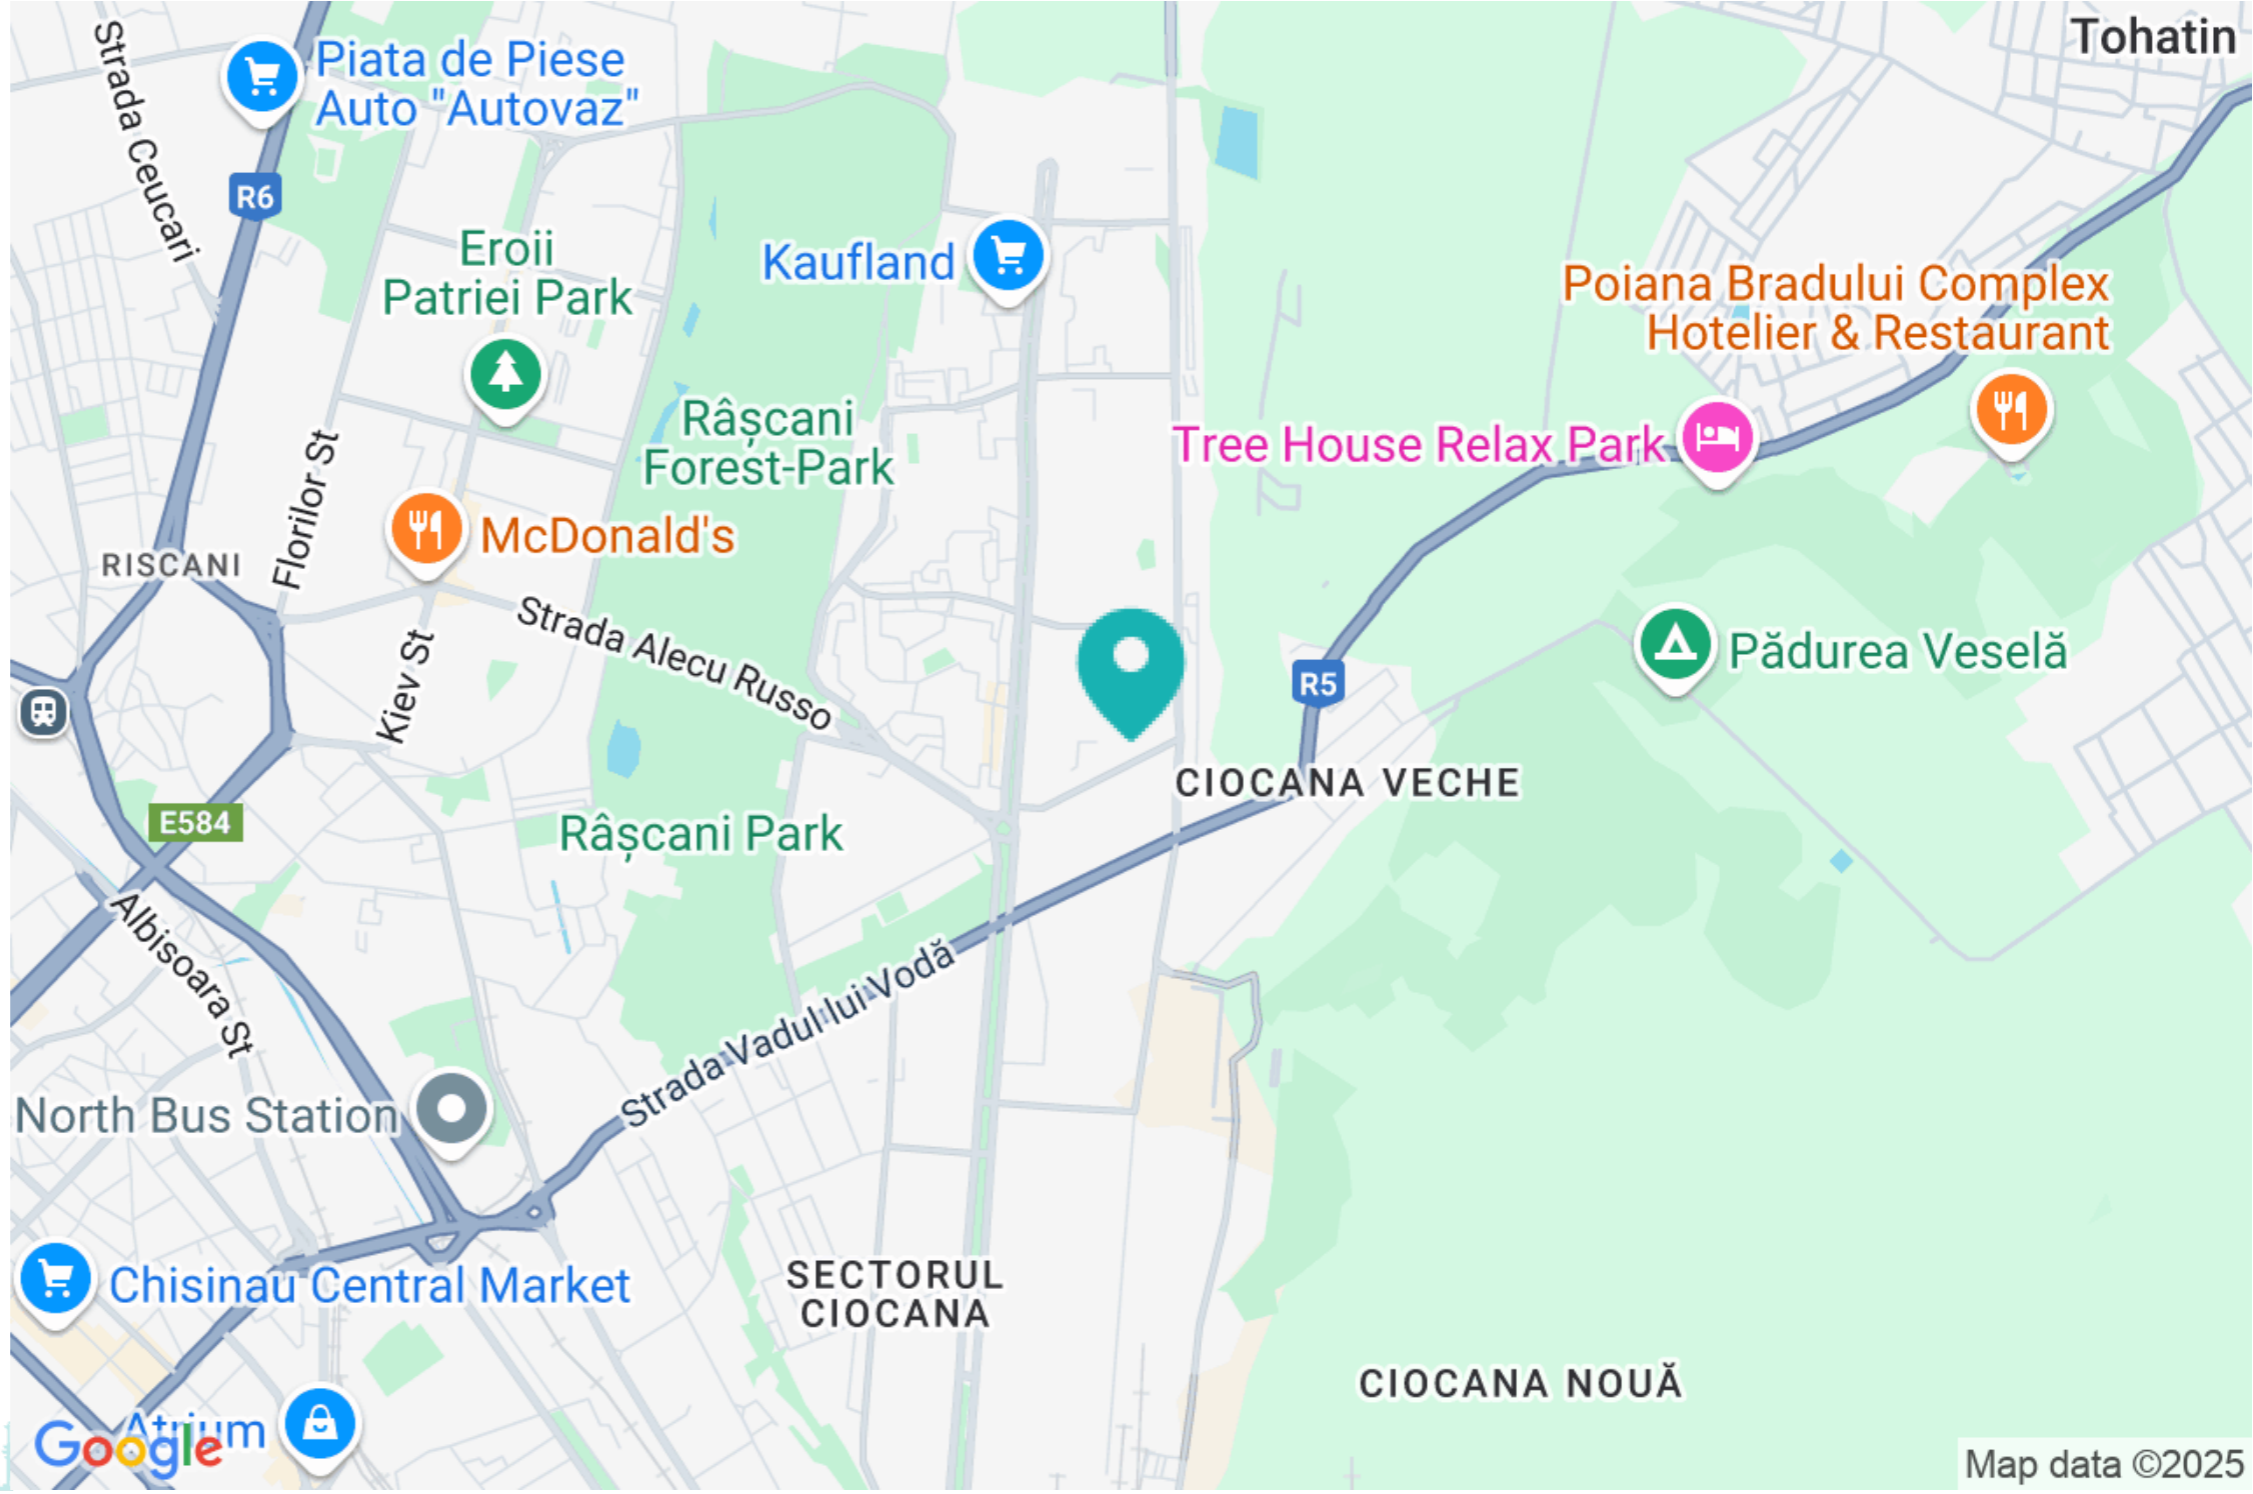 Tohatin
Strada Ceucari
Piata de Piese
Auto "Autovaz"
R6
Eroii
Patriei Park
Kaufland
Poiana Bradului Complex
Hotelier & Restaurant
Râșcani
Forest-Park
Tree House Relax Park
Florilor St
McDonald's
RISCANI
Strada Alecu Russo
Kiev St
R5
Pădurea Veselă
CIOCANA VECHE
E584
Râșcani Park
Albisoara St
Strada Vadul lui Vodă
North Bus Station
Chisinau Central Market
SECTORUL
CIOCANA
CIOCANA NOUĂ
Atrium
Google
Map data ©2025